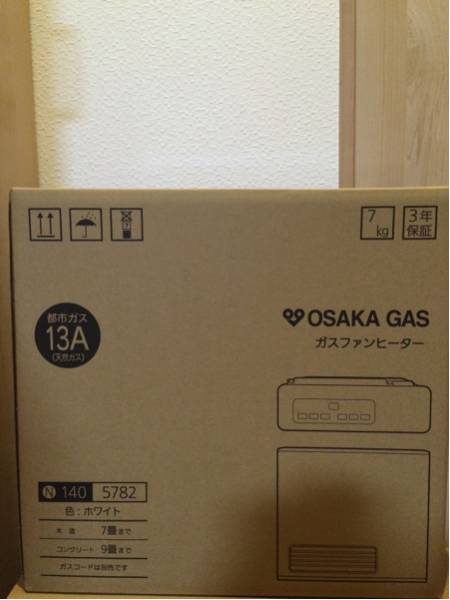 7
kg
3年
保証
都市ガス
13A
(天然ガス)
OSAKA GAS
ガスファンヒーター
N 140 5782
色：ホワイト
木造 7畳まで
コンクリート 9畳まで
ガスコードは別売です